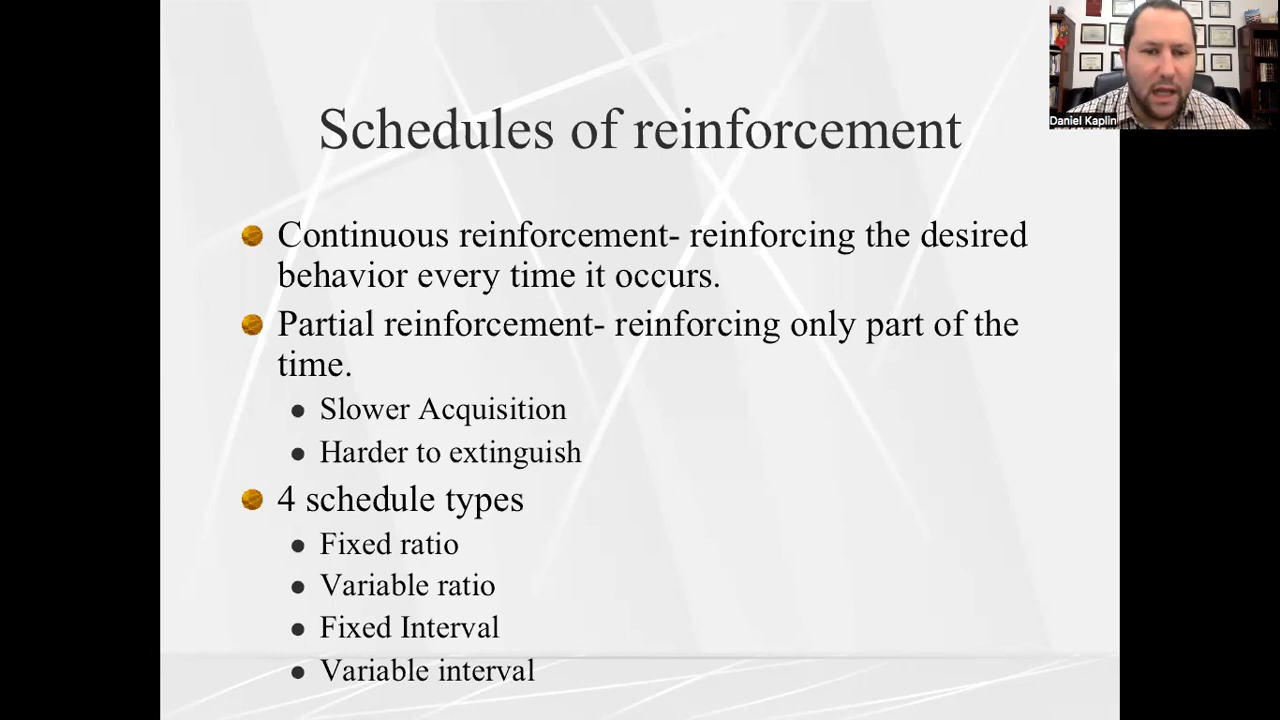 Schedules of reinforcement
Continuous reinforcement- reinforcing the desired
behavior every time it occurs.
Partial reinforcement- reinforcing only part of the
time.
Slower Acquisition
Harder to extinguish
4 schedule types
Fixed ratio
Variable ratio
Fixed Interval
Variable interval
Daniel Kaplin